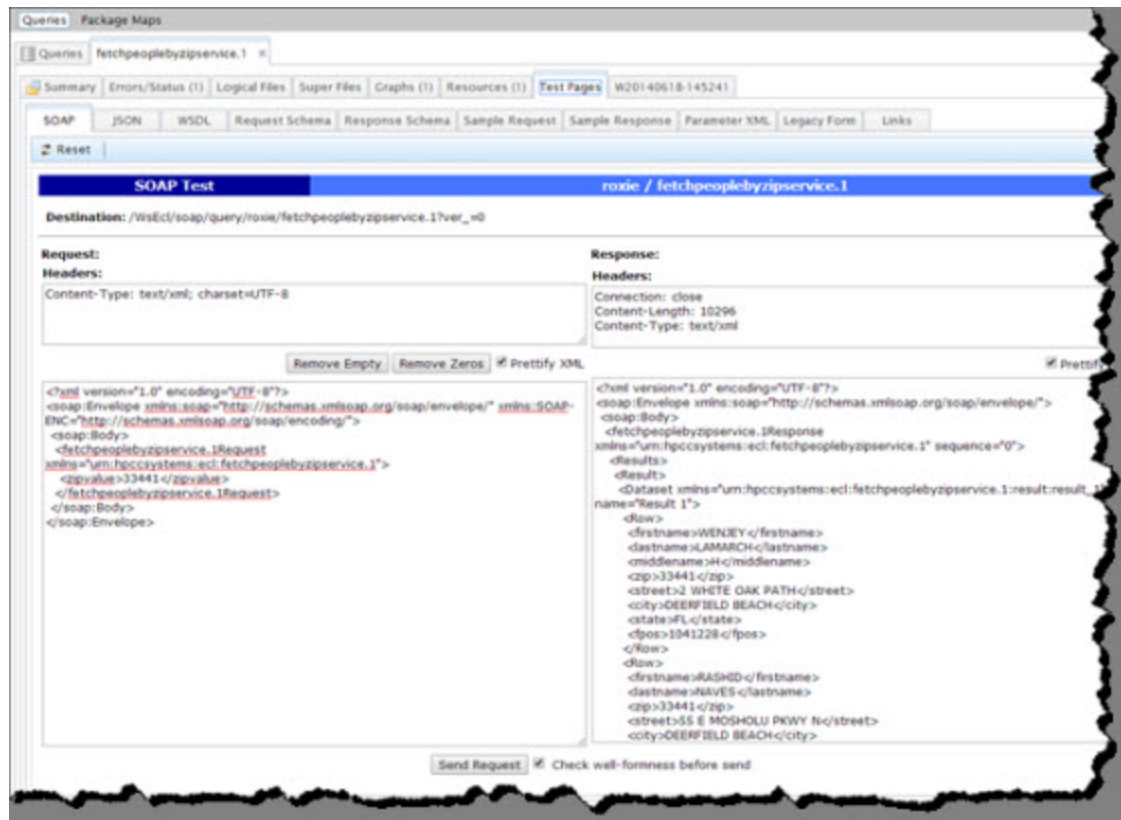 Queries Package Maps
Queries fetchpeoplebyzipservice.1 ×
Summary Errors/Status (1) Logical Files Super Files Graphs (1) Resources (1) Test Pages W20140618-145241
SOAP JSON WSDL Request Schema Response Schema Sample Request Sample Response Parameter XML Legacy Form Links
Reset
SOAP Test roxie / fetchpeoplebyzipservice.1
Destination: /WsEcl/soap/query/roxie/fetchpeoplebyzipservice.1?ver_=0
Request:
Headers:
Content-Type: text/xml; charset=UTF-8
Remove Empty Remove Zeros Prettify XML
<?xml version="1.0" encoding="UTF-8"?>
<soap:Envelope xmlns:soap="http://schemas.xmlsoap.org/soap/envelope/" xmlns:SOAP-
ENC="http://schemas.xmlsoap.org/soap/encoding/">
<soap:Body>
<fetchpeoplebyzipservice.1Request
xmlns="urn:hpccsystems:ecl:fetchpeoplebyzipservice.1">
<zipvalue>33441</zipvalue>
</fetchpeoplebyzipservice.1Request>
</soap:Body>
</soap:Envelope>
Response:
Headers:
Connection: close
Content-Length: 10296
Content-Type: text/xml
Prettify
<?xml version="1.0" encoding="UTF-8"?>
<soap:Envelope xmlns:soap="http://schemas.xmlsoap.org/soap/envelope/">
<soap:Body>
<fetchpeoplebyzipservice.1Response
xmlns="urn:hpccsystems:ecl:fetchpeoplebyzipservice.1" sequence="0">
<Results>
<Result>
<Dataset xmlns="urn:hpccsystems:ecl:fetchpeoplebyzipservice.1:result:result_1"
name="Result 1">
<Row>
<firstname>WENJEY</firstname>
<lastname>LAMARCH</lastname>
<middlename>H</middlename>
<zip>33441</zip>
<street>2 WHITE OAK PATH</street>
<city>DEERFIELD BEACH</city>
<state>FL</state>
<fpos>1041228</fpos>
</Row>
<Row>
<firstname>RASHID</firstname>
<lastname>NAVES</lastname>
<zip>33441</zip>
<street>55 E MOSHOLU PKWY N</street>
<city>DEERFIELD BEACH</city>
Send Request Check well-formness before send